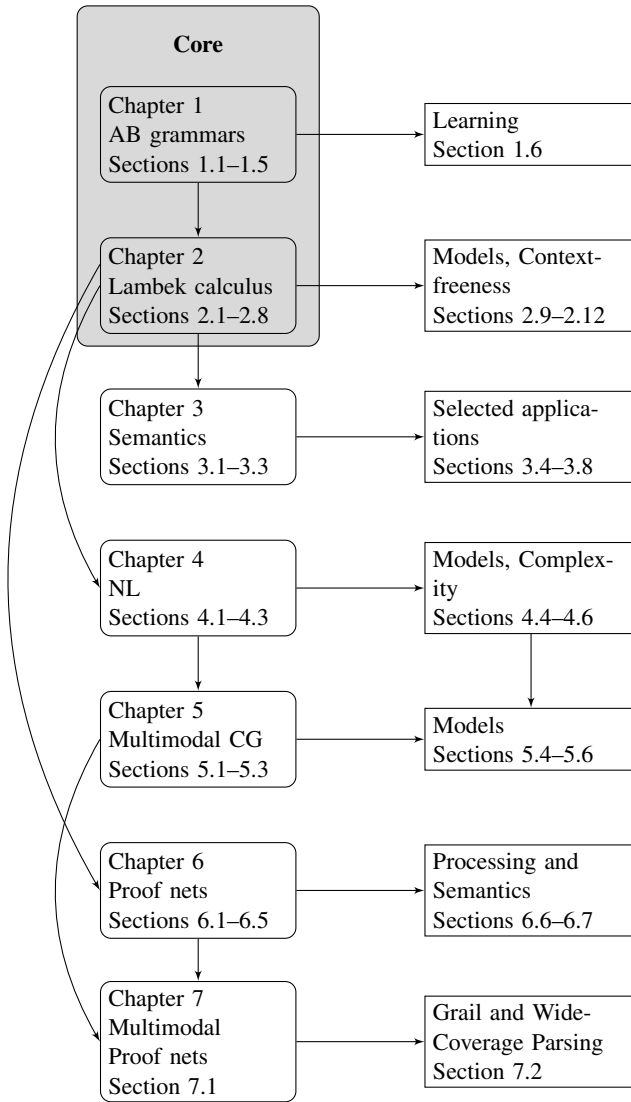 Core
Chapter 1
AB grammars
Sections 1.1–1.5
Learning
Section 1.6
Chapter 2
Lambek calculus
Sections 2.1–2.8
Models, Context-
freeness
Sections 2.9–2.12
Chapter 3
Semantics
Sections 3.1–3.3
Selected applica-
tions
Sections 3.4–3.8
Chapter 4
NL
Sections 4.1–4.3
Models, Complex-
ity
Sections 4.4–4.6
Chapter 5
Multimodal CG
Sections 5.1–5.3
Models
Sections 5.4–5.6
Chapter 6
Proof nets
Sections 6.1–6.5
Processing and
Semantics
Sections 6.6–6.7
Chapter 7
Multimodal
Proof nets
Section 7.1
Grail and Wide-
Coverage Parsing
Section 7.2